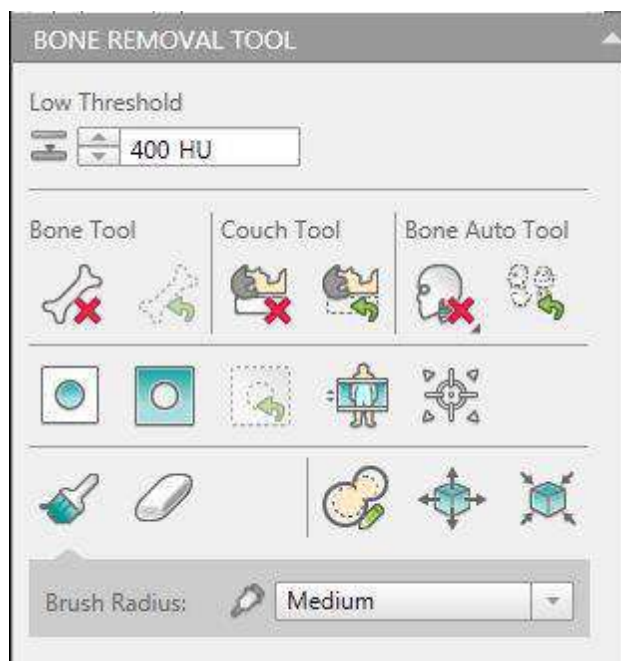 BONE REMOVAL TOOL
Low Threshold
400 HU
Bone Tool
Couch Tool
Bone Auto Tool
Brush Radius:
Medium